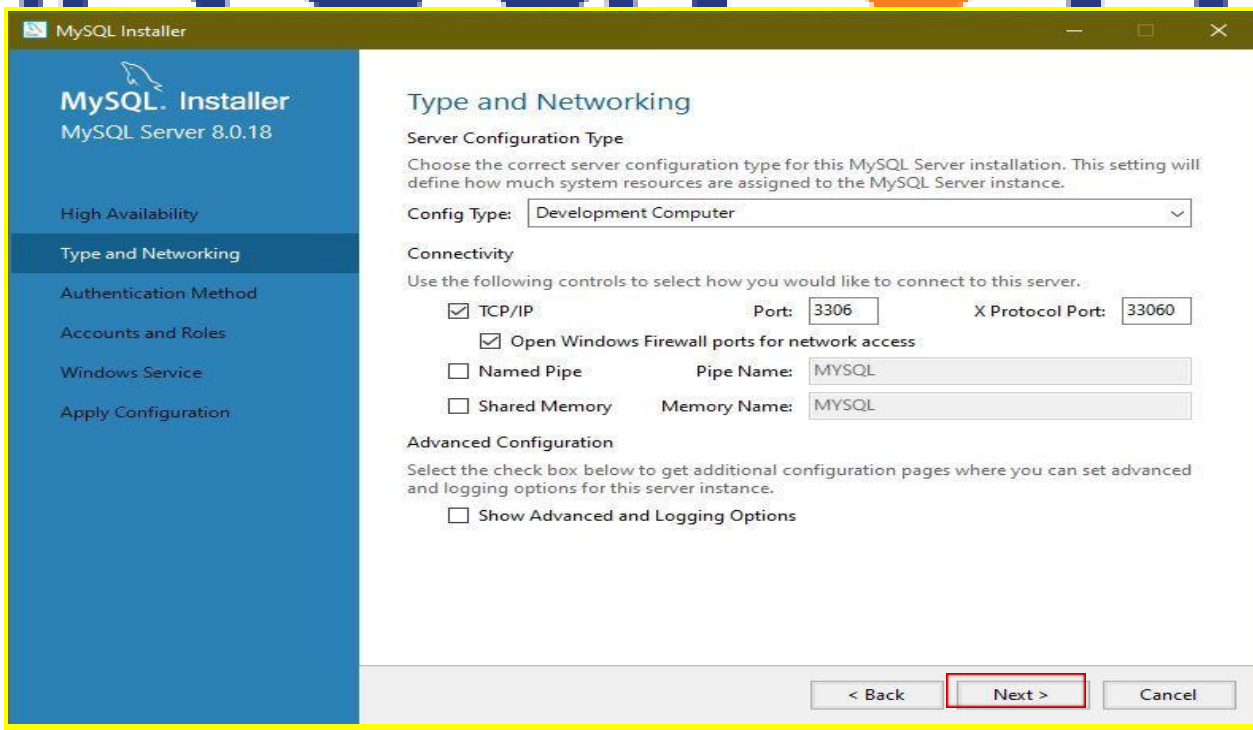 MySQL Installer
MySQL. Installer
MySQL Server 8.0.18
High Availability
Type and Networking
Authentication Method
Accounts and Roles
Windows Service
Apply Configuration
Type and Networking
Server Configuration Type
Choose the correct server configuration type for this MySQL Server installation. This setting will
define how much system resources are assigned to the MySQL Server instance.
Config Type: Development Computer
Connectivity
Use the following controls to select how you would like to connect to this server.
TCP/IP Port: 3306 X Protocol Port: 33060
Open Windows Firewall ports for network access
Named Pipe Pipe Name: MYSQL
Shared Memory Memory Name: MYSQL
Advanced Configuration
Select the check box below to get additional configuration pages where you can set advanced
and logging options for this server instance.
Show Advanced and Logging Options
< Back Next > Cancel